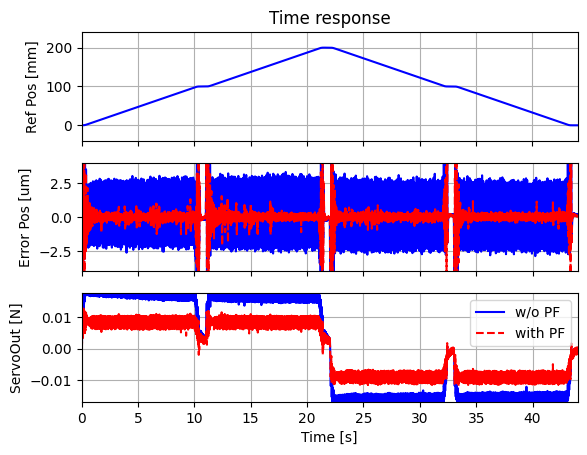 Time response
Ref Pos [mm]
200
100
0
Error Pos [um]
2.5
0.0
−2.5
ServoOut [N]
0.01
0.00
−0.01
w/o PF
with PF
0 5 10 15 20 25 30 35 40
Time [s]